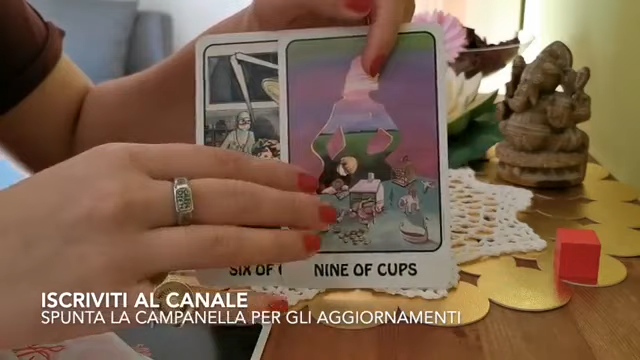 SIX OF
NINE OF CUPS
ISCRIVITI AL CANALE
SPUNTA LA CAMPANELLA PER GLI AGGIORNAMENTI